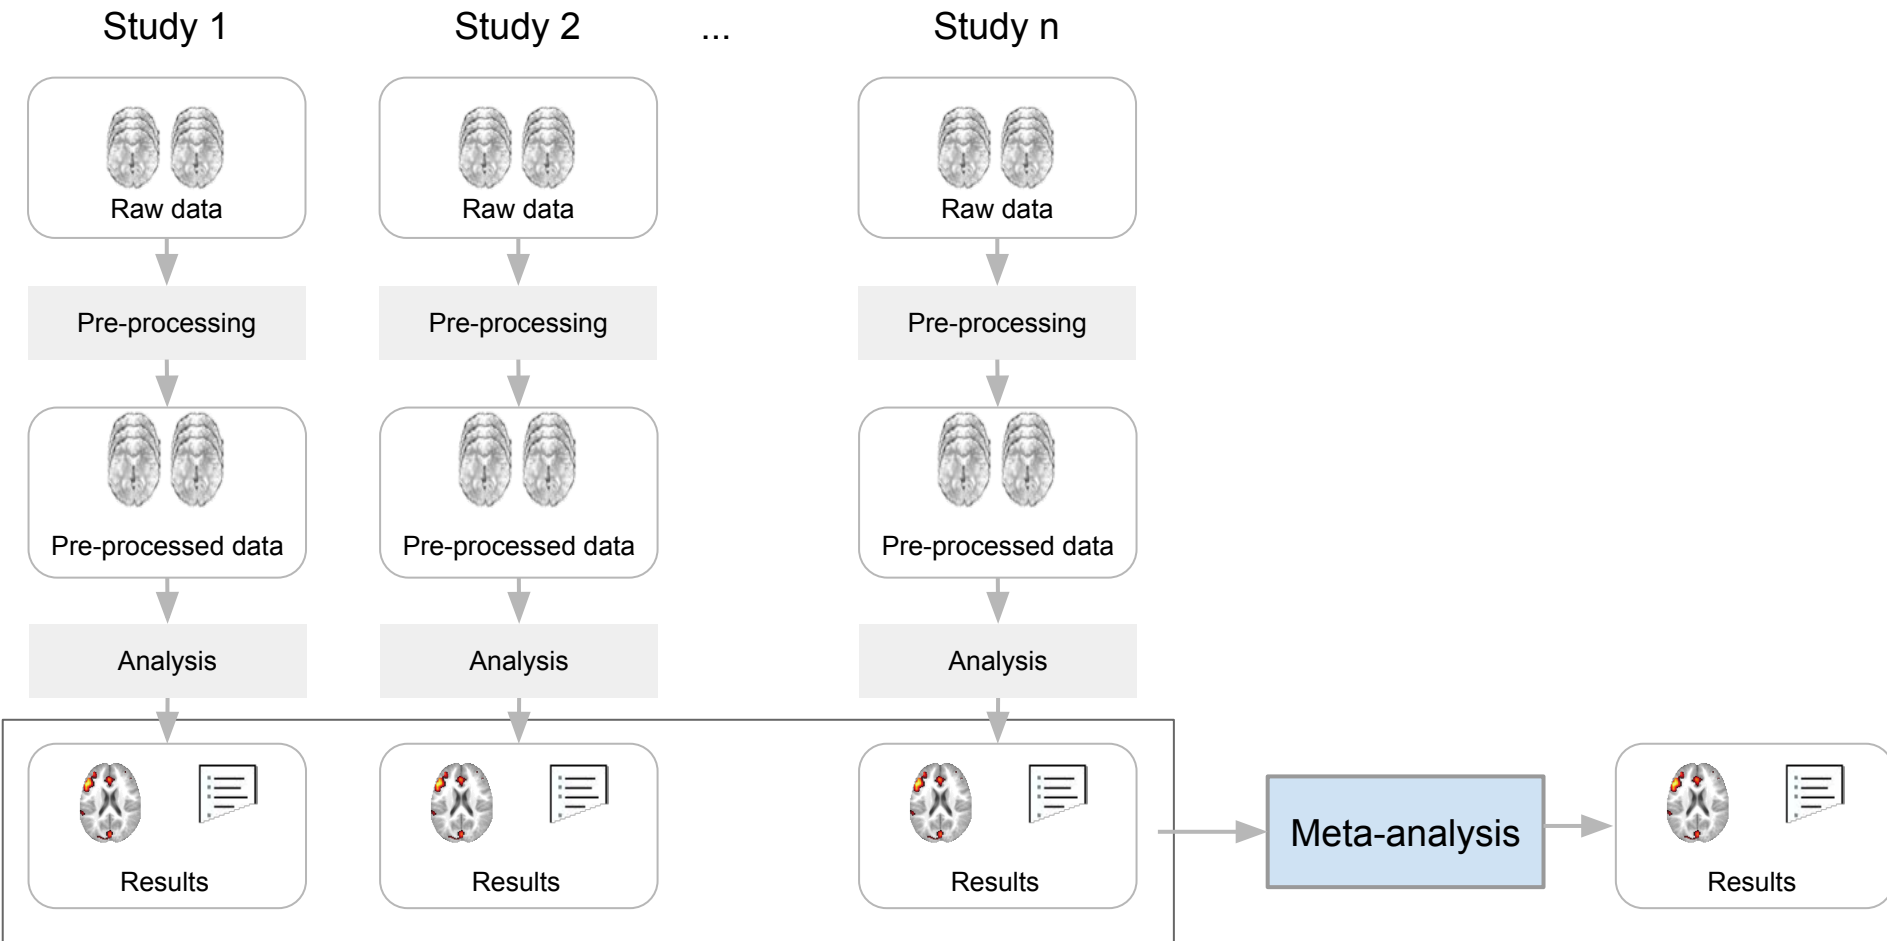 Study 1
Study 2
...
Study n
Raw data
Raw data
Raw data
Pre-processing
Pre-processing
Pre-processing
Pre-processed data
Pre-processed data
Pre-processed data
Analysis
Analysis
Analysis
Results
Results
Results
Meta-analysis
Results